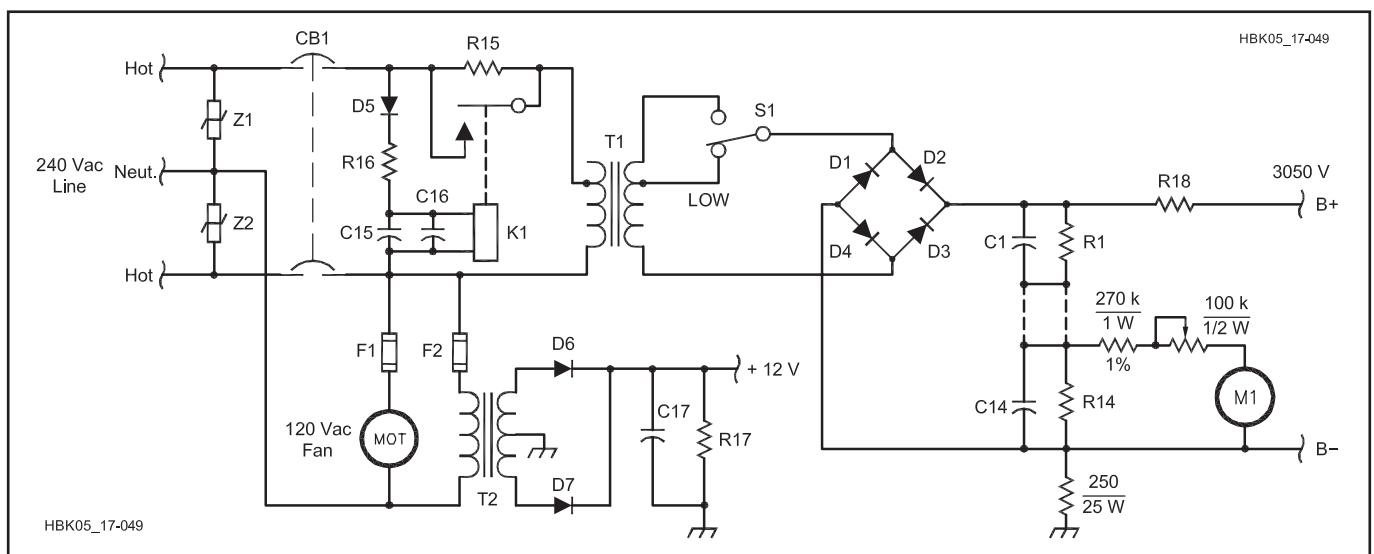 HBK05_17-049
CB1
R15
Hot
D5
Z1
R16
T1
S1
D1
D2
240 Vac
Line
Neut.
LOW
R18
3050 V
B+
C16
Z2
C15
K1
D4
D3
C1
R1
Hot
270 k
1 W
1%
100 k
1/2 W
F1
F2
D6
+ 12 V
C14
R14
M1
120 Vac
Fan
MOT
C17
R17
B–
T2
D7
250
25 W
HBK05_17-049